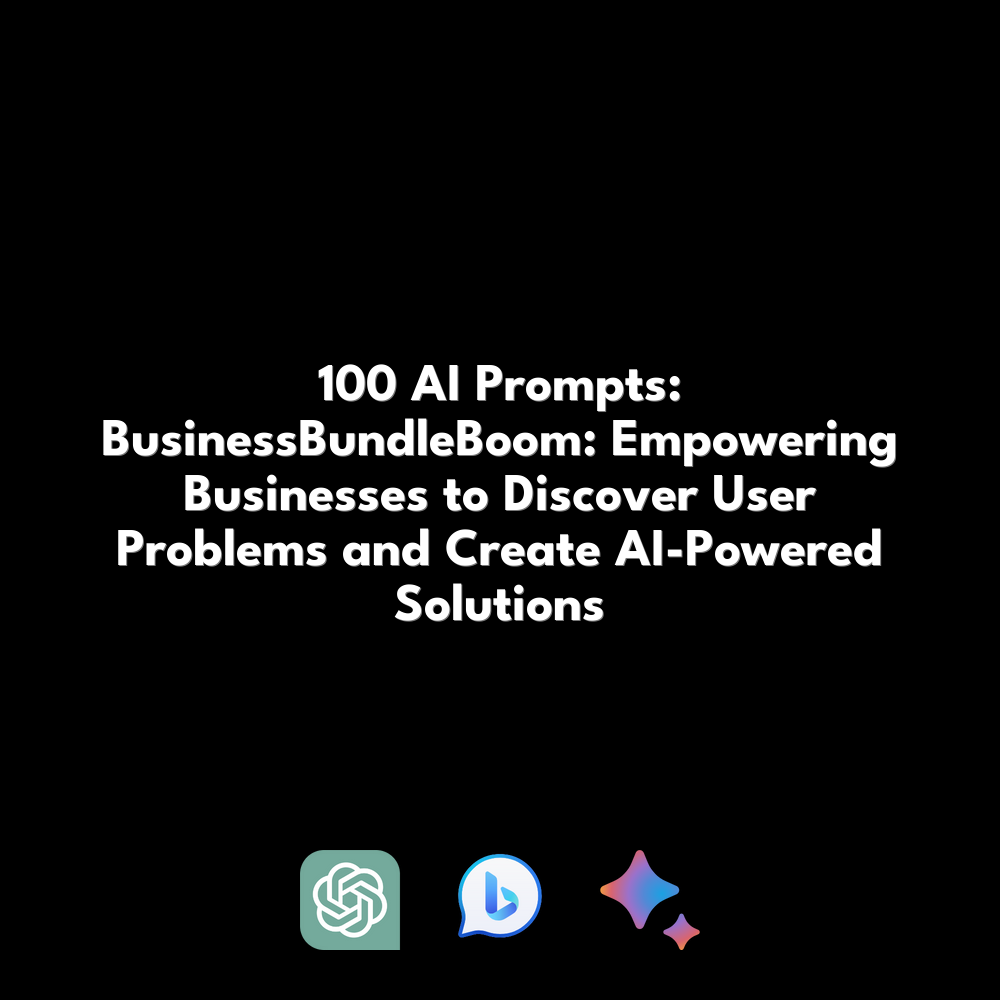 100 AI Prompts:
BusinessBundleBoom: Empowering
Businesses to Discover User
Problems and Create AI-Powered
Solutions